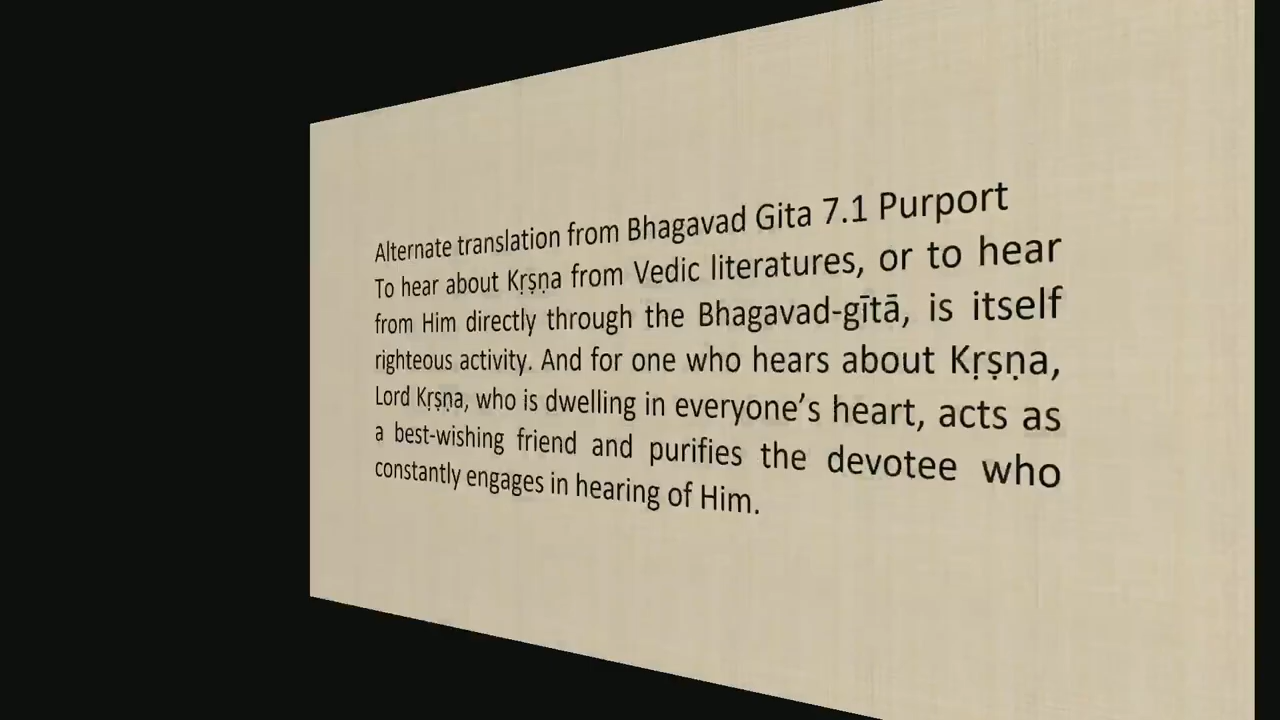 Alternate translation from Bhagavad Gita 7.1 Purport
To hear about Kṛṣṇa from Vedic literatures, or to hear
from Him directly through the Bhagavad-gītā, is itself
righteous activity. And for one who hears about Kṛṣṇa,
Lord Kṛṣṇa, who is dwelling in everyone’s heart, acts as
a best-wishing friend and purifies the devotee who
constantly engages in hearing of Him.